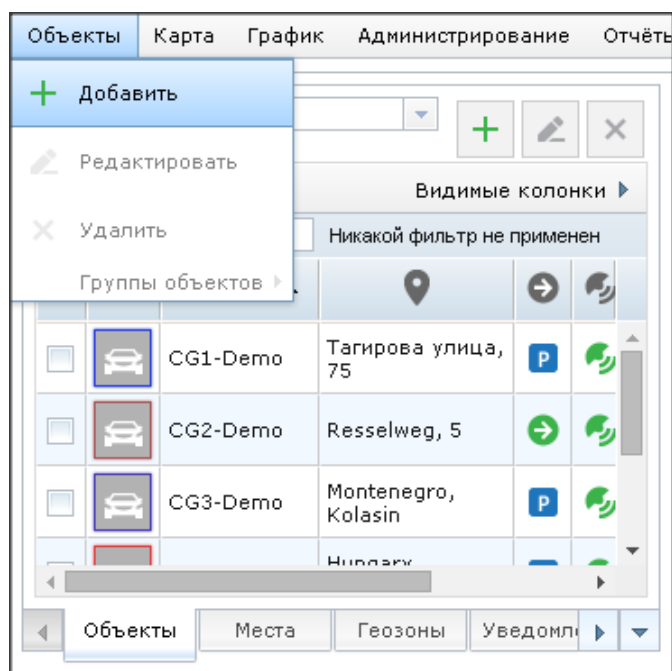 Объекты Карта График Администрирование Отчёты
Добавить
Редактировать
Видимые колонки
Удалить
Никакой фильтр не применен
Группы объектов
CG1-Demo Тагирова улица,
75
P
CG2-Demo Resselweg, 5
CG3-Demo Montenegro,
Kolasin
P
Hungary
Объекты Места Геозоны Уведомл